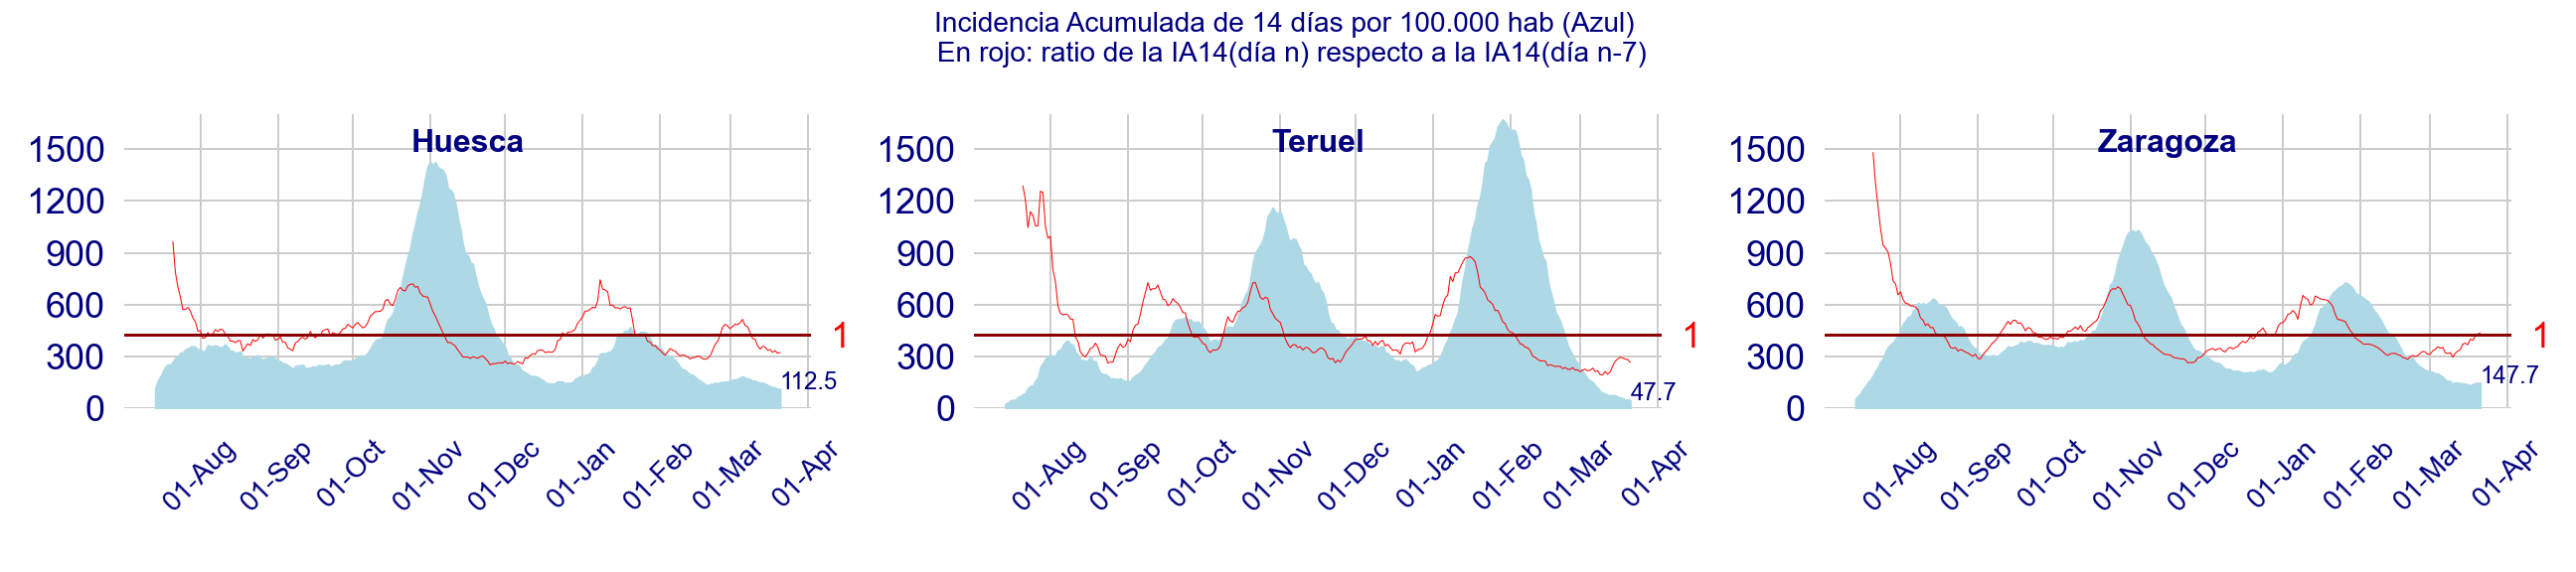 Incidencia Acumulada de 14 días por 100.000 hab (Azul)
En rojo: ratio de la IA14(día n) respecto a la IA14(día n-7)
Huesca
1500
1200
900
600
300
0
1
112.5
01-Aug
01-Sep
01-Oct
01-Nov
01-Dec
01-Jan
01-Feb
01-Mar
01-Apr
Teruel
1500
1200
900
600
300
0
1
47.7
01-Aug
01-Sep
01-Oct
01-Nov
01-Dec
01-Jan
01-Feb
01-Mar
01-Apr
Zaragoza
1500
1200
900
600
300
0
1
147.7
01-Aug
01-Sep
01-Oct
01-Nov
01-Dec
01-Jan
01-Feb
01-Mar
01-Apr